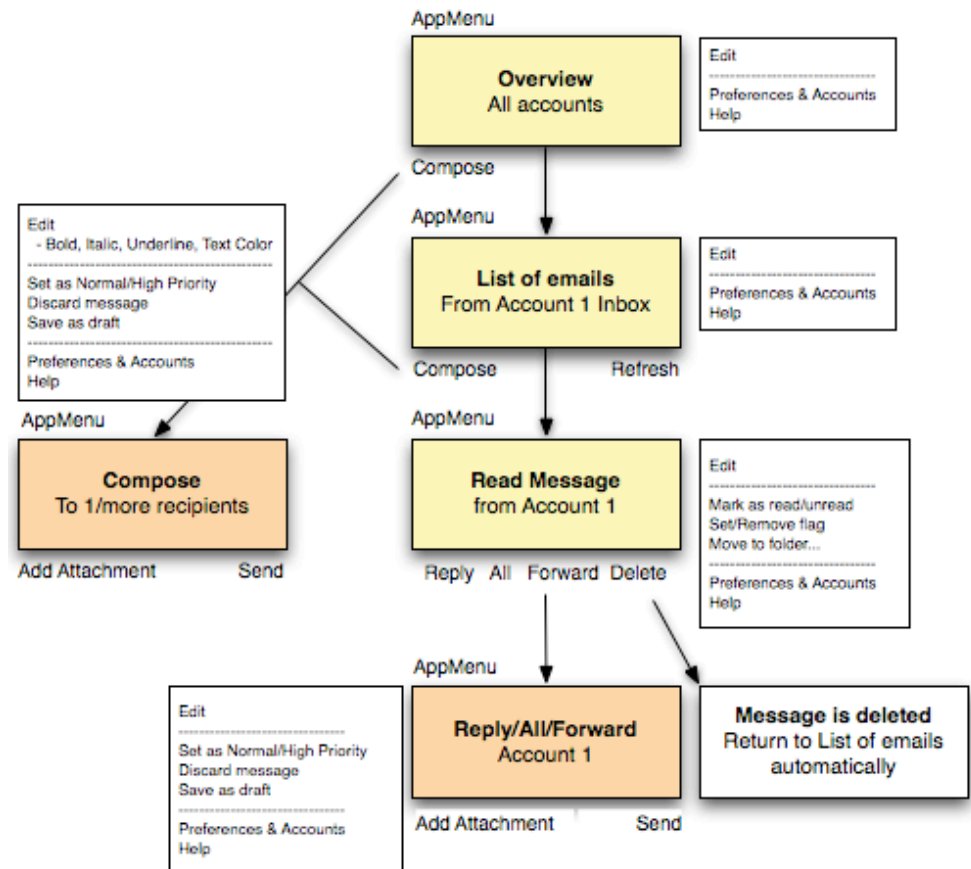 AppMenu
Overview
All accounts
Edit
----------------------------
Preferences & Accounts
Help
Compose
AppMenu
Edit
- Bold, Italic, Underline, Text Color
----------------------------
Set as Normal/High Priority
Discard message
Save as draft
----------------------------
Preferences & Accounts
Help
List of emails
From Account 1 Inbox
Edit
----------------------------
Preferences & Accounts
Help
Compose Refresh
AppMenu
AppMenu
Compose
To 1/more recipients
Add Attachment Send
Read Message
from Account 1
Edit
----------------------------
Mark as read/unread
Set/Remove flag
Move to folder...
----------------------------
Preferences & Accounts
Help
Reply All Forward Delete
AppMenu
Edit
----------------------------
Set as Normal/High Priority
Discard message
Save as draft
----------------------------
Preferences & Accounts
Help
Reply/All/Forward
Account 1
Add Attachment Send
Message is deleted
Return to List of emails
automatically